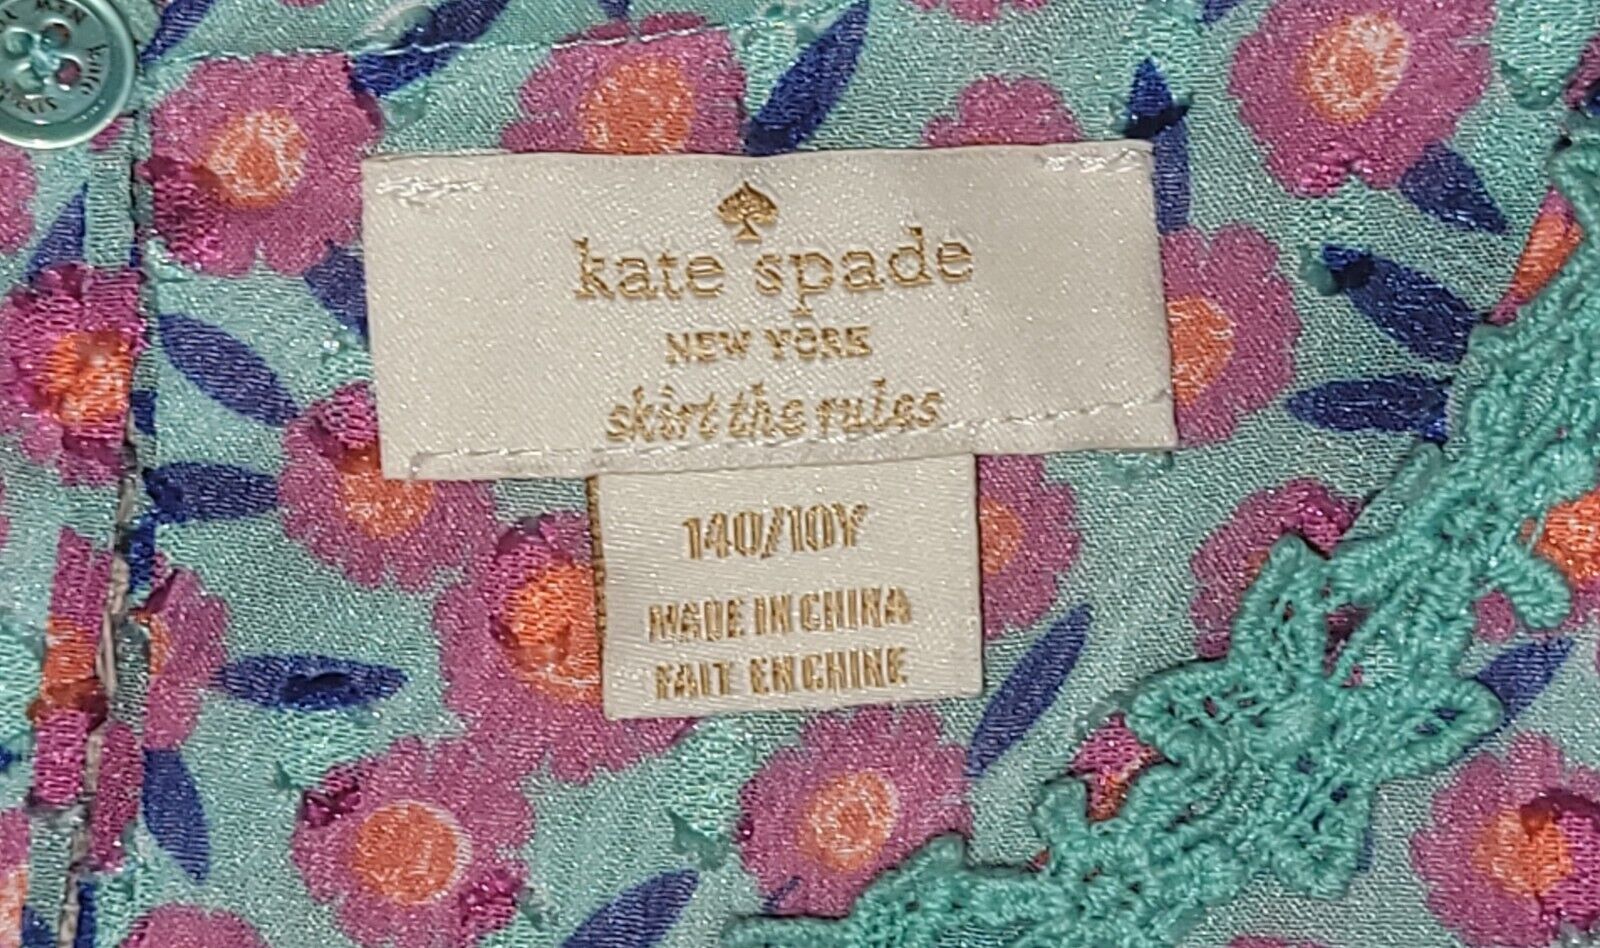 kate spade
NEW YORK
skirt the rules
140/10Y
MADE IN CHINA
FAIT EN CHINE